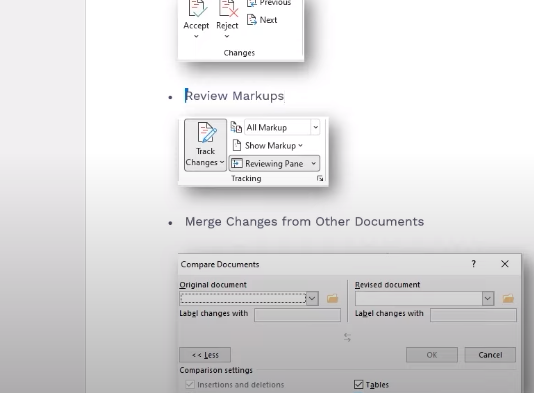 Previous
Accept Reject Next
Changes
• Review Markups
All Markup
Track Changes
Show Markup
Reviewing Pane
Tracking
• Merge Changes from Other Documents
Compare Documents ? X
Original document Revised document
Label changes with Label changes with
<< Less OK Cancel
Comparison settings
Insertions and deletions Tables